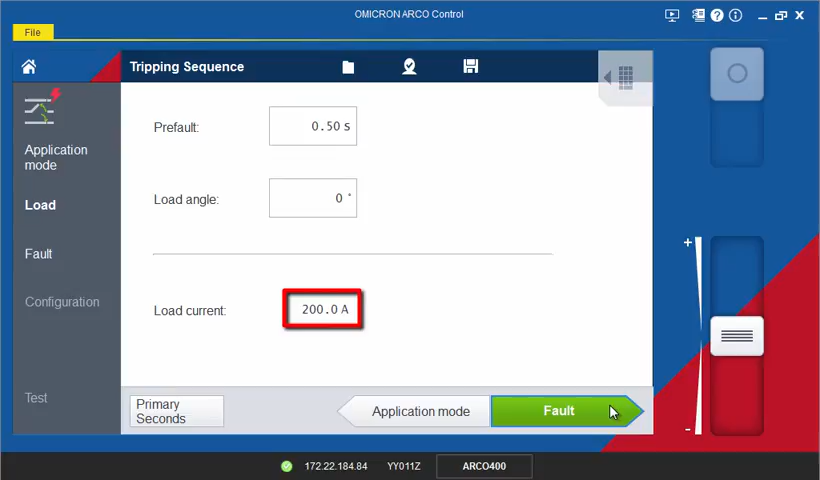 OMICRON ARCO Control
File
Tripping Sequence
Application
mode
Load
Fault
Configuration
Test
Prefault:
0.50 s
Load angle:
0 °
Load current:
200.0 A
Primary
Seconds
Application mode
Fault
+
-
172.22.184.84 YY011Z ARCO400